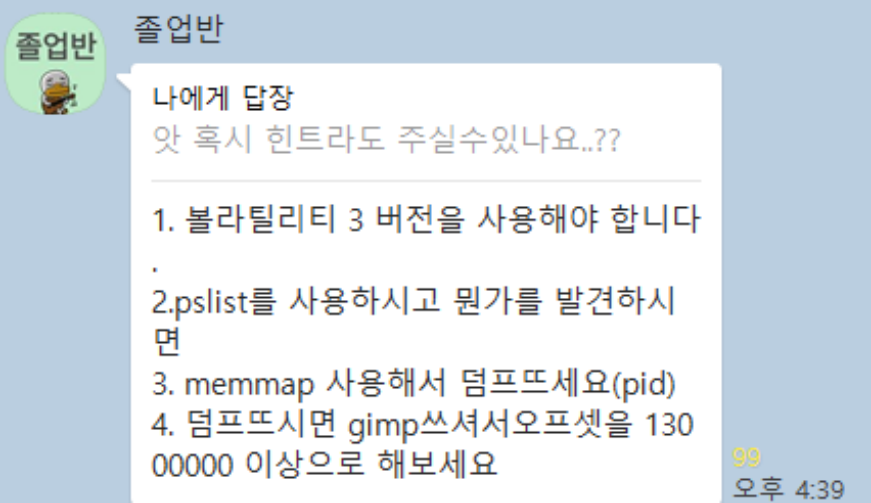 졸업반
졸업반
나에게 답장
앗 혹시 힌트라도 주실수있나요..??
1. 볼라틸리티 3 버전을 사용해야 합니다
.
2.pslist를 사용하시고 뭔가를 발견하시
면
3. memmap 사용해서 덤프뜨세요(pid)
4. 덤프뜨시면 gimp쓰셔서오프셋을 130
00000 이상으로 해보세요
99
오후 4:39